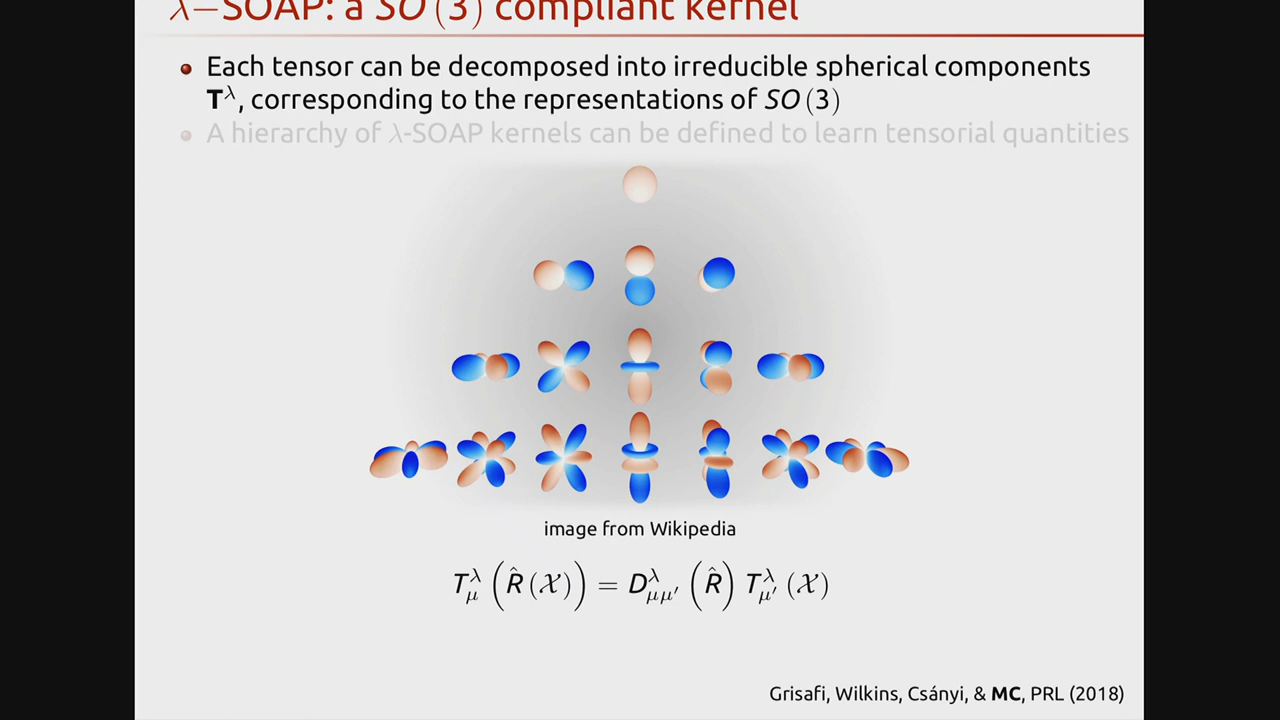 λ−SOAP: a SO(3) compliant kernel
• Each tensor can be decomposed into irreducible spherical components
T^λ, corresponding to the representations of SO(3)
• A hierarchy of λ-SOAP kernels can be defined to learn tensorial quantities
image from Wikipedia
T^λ_μ (R̂(𝒳)) = D^λ_μμ′ (R̂) T^λ_μ′ (𝒳)
Grisafi, Wilkins, Csányi, & MC, PRL (2018)